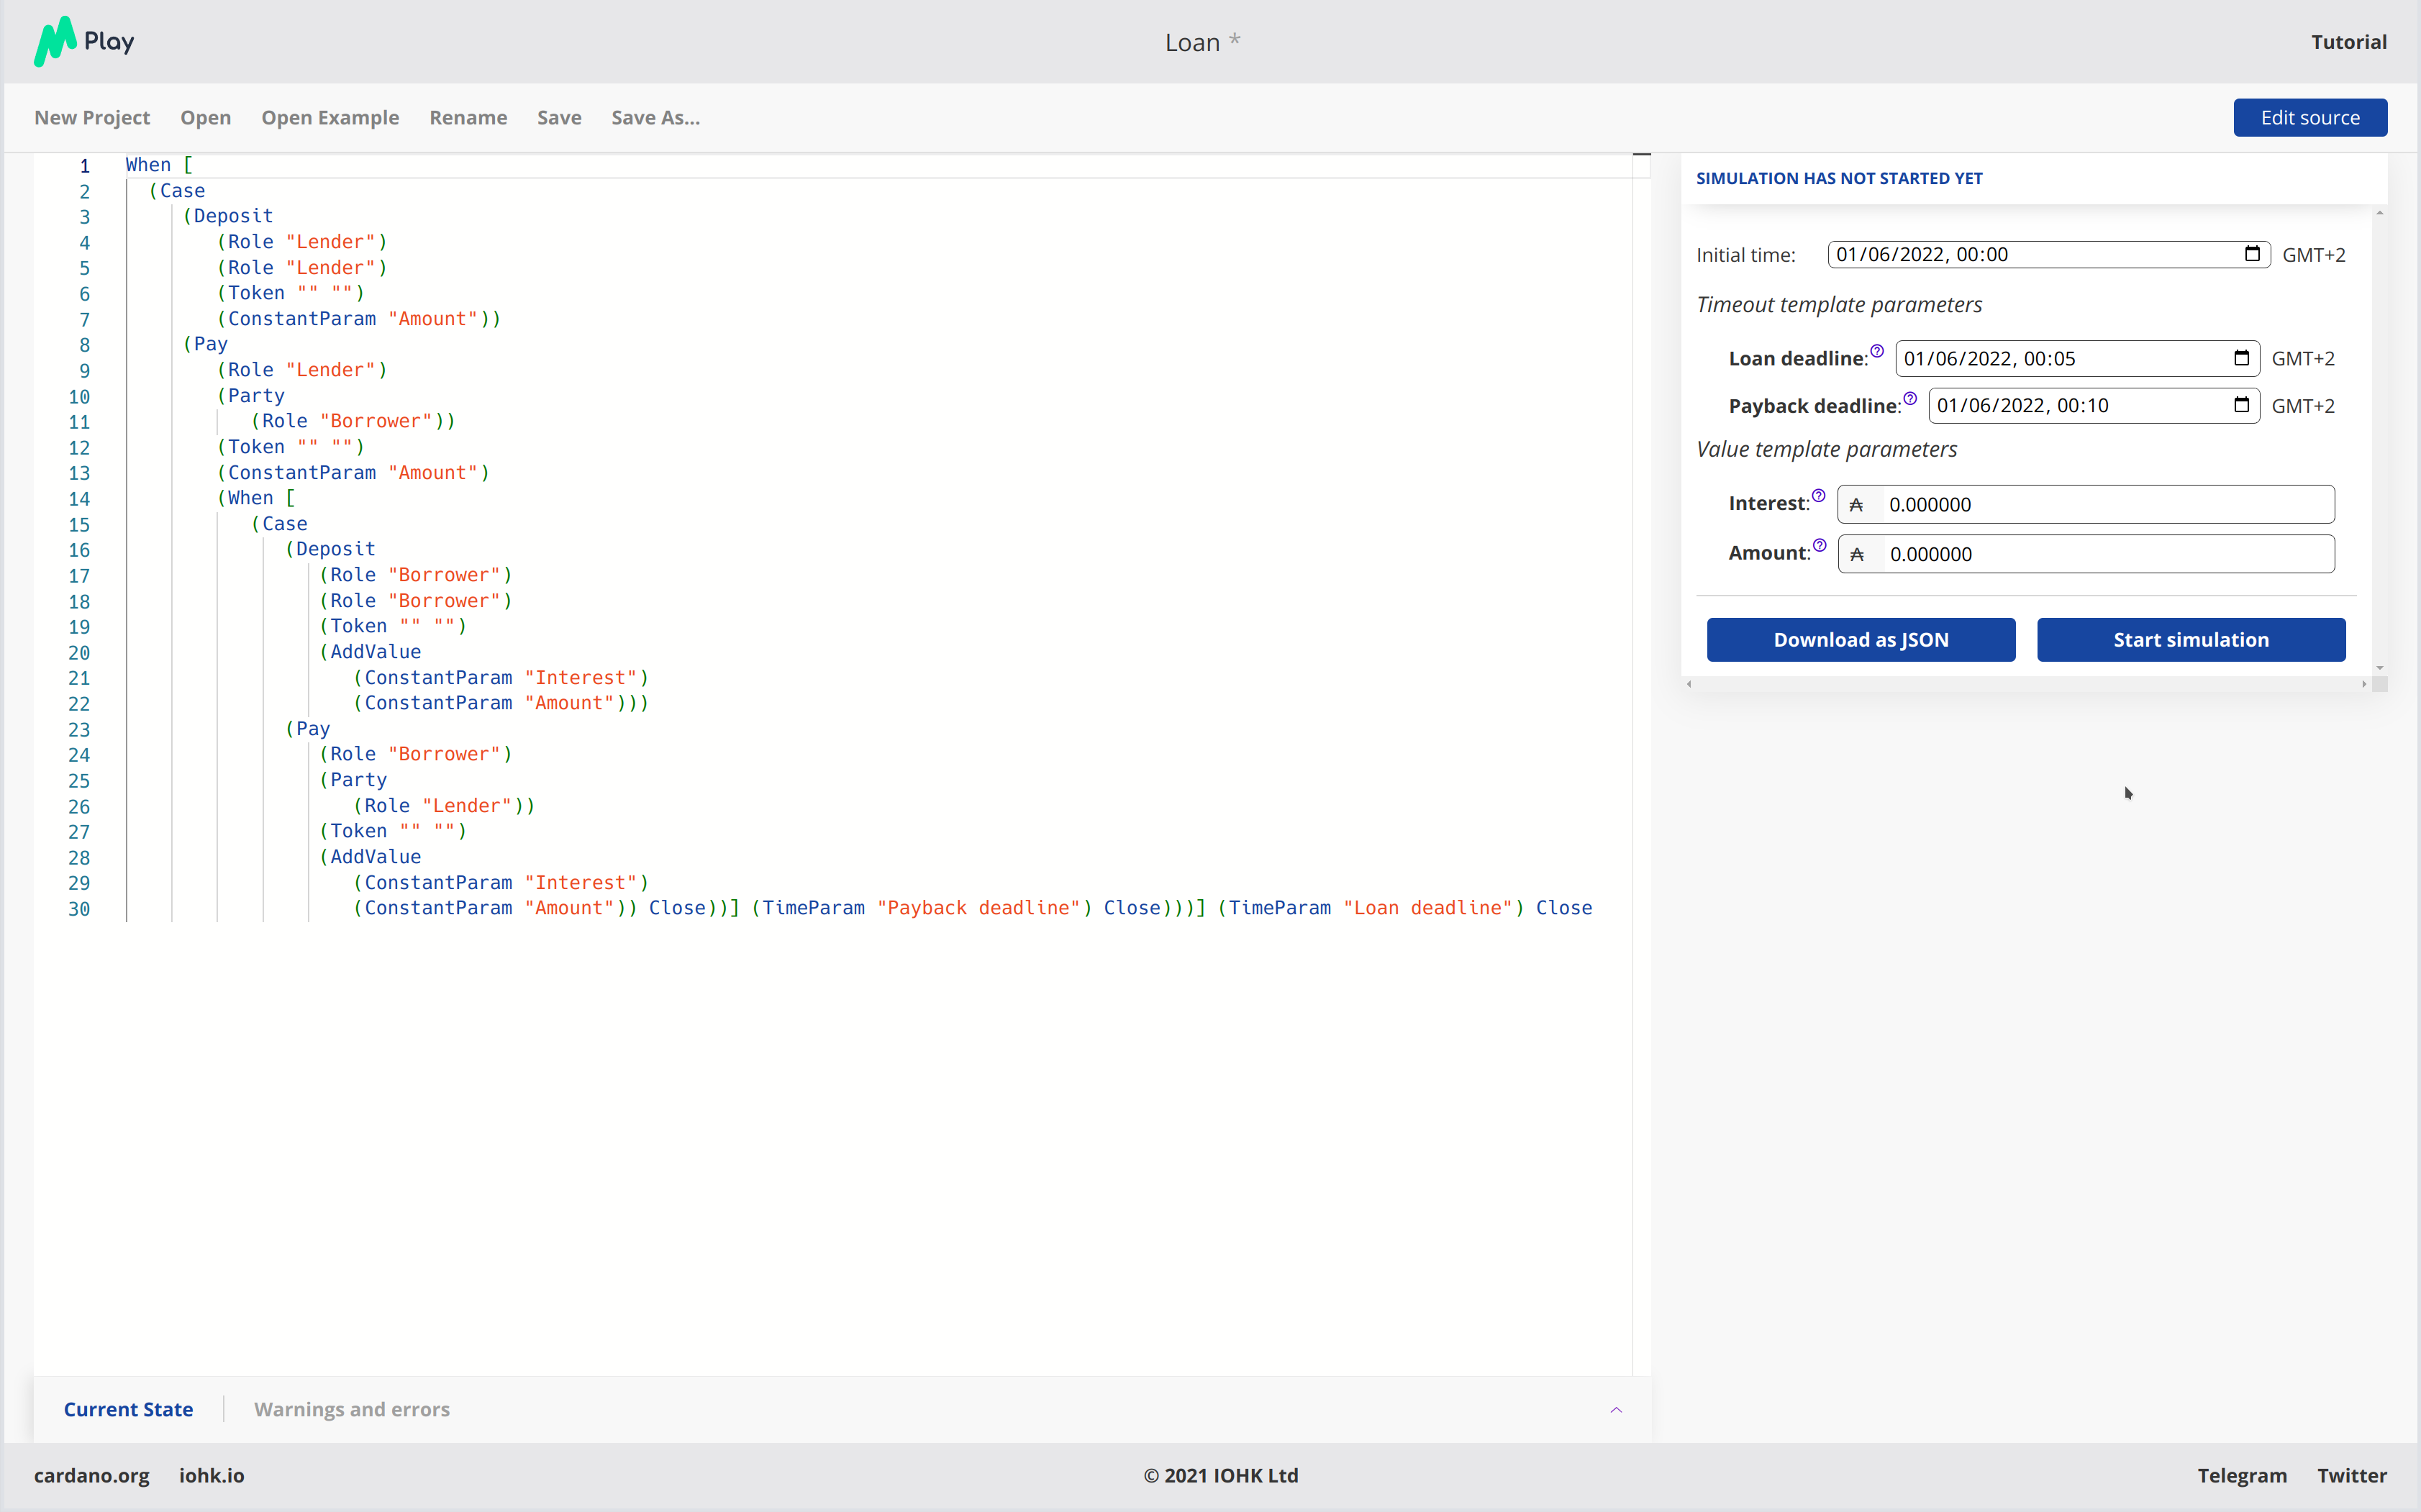 Play
Loan *
Tutorial
New Project Open Open Example Rename Save Save As...
Edit source
1 When [
2 (Case
3 (Deposit
4 (Role "Lender")
5 (Role "Lender")
6 (Token "" "")
7 (ConstantParam "Amount"))
8 (Pay
9 (Role "Lender")
10 (Party
11 (Role "Borrower"))
12 (Token "" "")
13 (ConstantParam "Amount")
14 (When [
15 (Case
16 (Deposit
17 (Role "Borrower")
18 (Role "Borrower")
19 (Token "" "")
20 (AddValue
21 (ConstantParam "Interest")
22 (ConstantParam "Amount")))
23 (Pay
24 (Role "Borrower")
25 (Party
26 (Role "Lender"))
27 (Token "" "")
28 (AddValue
29 (ConstantParam "Interest")
30 (ConstantParam "Amount")) Close))] (TimeParam "Payback deadline") Close)))] (TimeParam "Loan deadline") Close
SIMULATION HAS NOT STARTED YET
Initial time: 01/06/2022, 00:00 GMT+2
Timeout template parameters
Loan deadline: 01/06/2022, 00:05 GMT+2
Payback deadline: 01/06/2022, 00:10 GMT+2
Value template parameters
Interest: ₳ 0.000000
Amount: ₳ 0.000000
Download as JSON Start simulation
Current State Warnings and errors
cardano.org iohk.io
© 2021 IOHK Ltd
Telegram Twitter